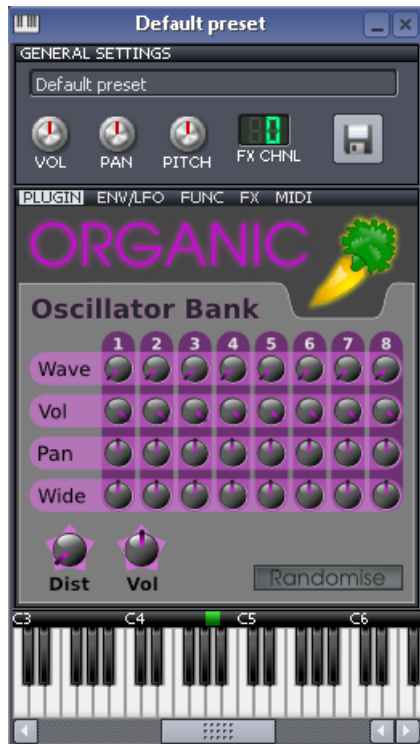 Default preset
GENERAL SETTINGS
Default preset
VOL PAN PITCH FX CHNL
0
PLUGIN ENV/LFO FUNC FX MIDI
ORGANIC
Oscillator Bank
1 2 3 4 5 6 7 8
Wave
Vol
Pan
Wide
Dist Vol
Randomise
C3 C4 C5 C6